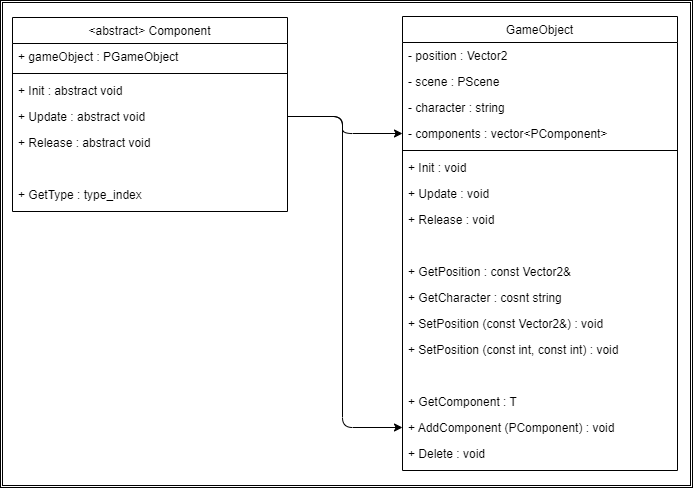 <abstract> Component
+ gameObject : PGameObject
+ Init : abstract void
+ Update : abstract void
+ Release : abstract void
+ GetType : type_index
GameObject
- position : Vector2
- scene : PScene
- character : string
- components : vector<PComponent>
+ Init : void
+ Update : void
+ Release : void
+ GetPosition : const Vector2&
+ GetCharacter : cosnt string
+ SetPosition (const Vector2&) : void
+ SetPosition (const int, const int) : void
+ GetComponent : T
+ AddComponent (PComponent) : void
+ Delete : void